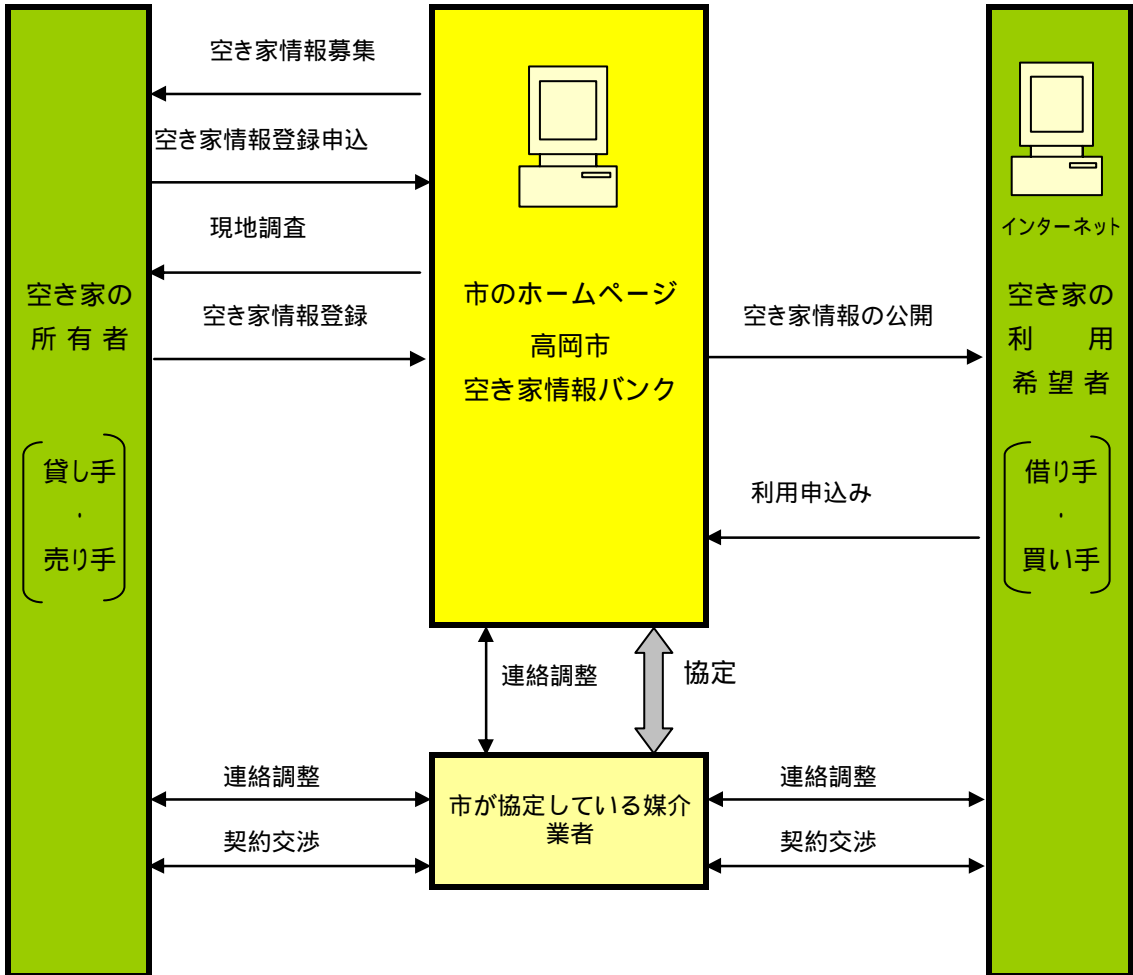 空き家の
所有者
貸し手
・
売り手
空き家情報募集
空き家情報登録申込
現地調査
空き家情報登録
市のホームページ
高岡市
空き家情報バンク
空き家情報の公開
利用申込み
インターネット
空き家の
利用
希望者
借り手
・
買い手
連絡調整
協定
連絡調整
契約交渉
市が協定している媒介
業者
連絡調整
契約交渉